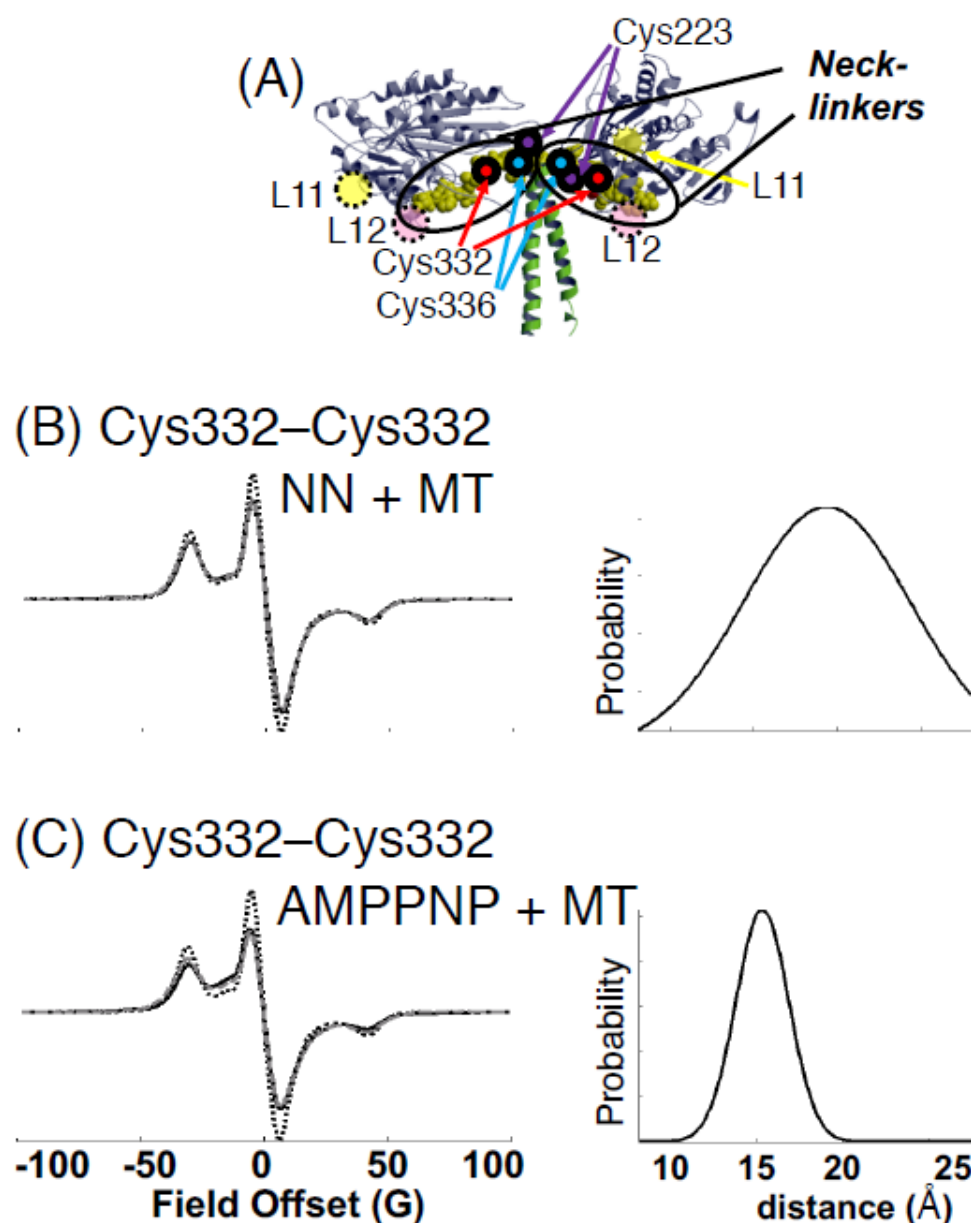 (A)
Cys223
Neck-
linkers
L11
L11
L12
L12
Cys332
Cys336
(B) Cys332–Cys332
NN + MT
Probability
(C) Cys332–Cys332
AMPPNP + MT
Probability
-100 -50 0 50 100
10 15 20 25
Field Offset (G)
distance (Å)